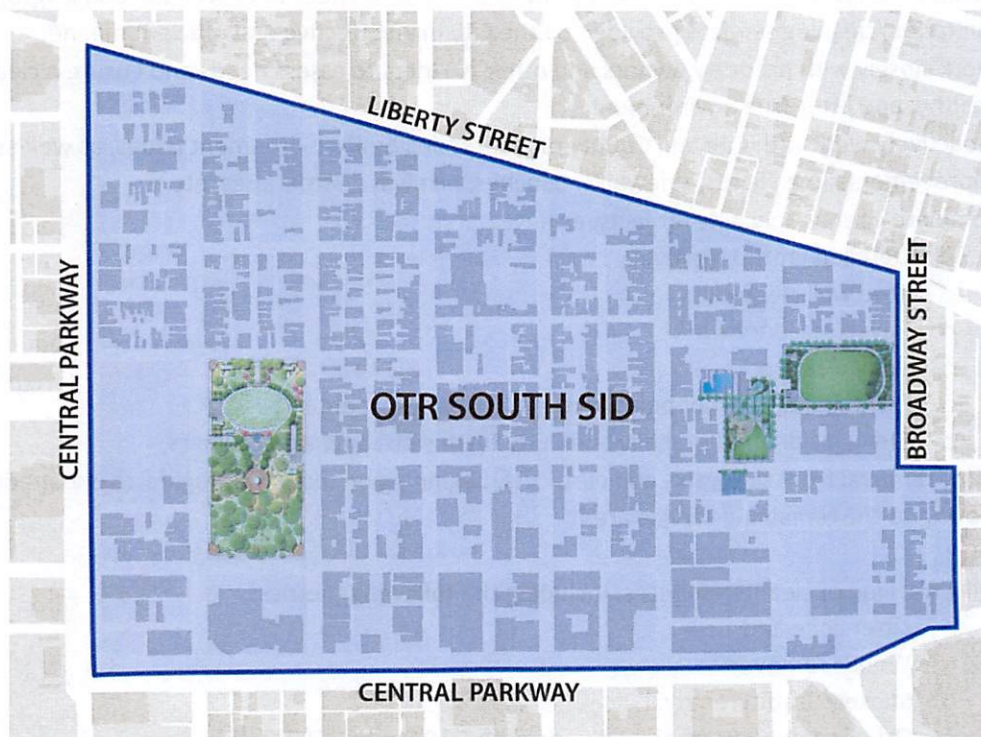 LIBERTY STREET
CENTRAL PARKWAY
BROADWAY STREET
OTR SOUTH SID
CENTRAL PARKWAY